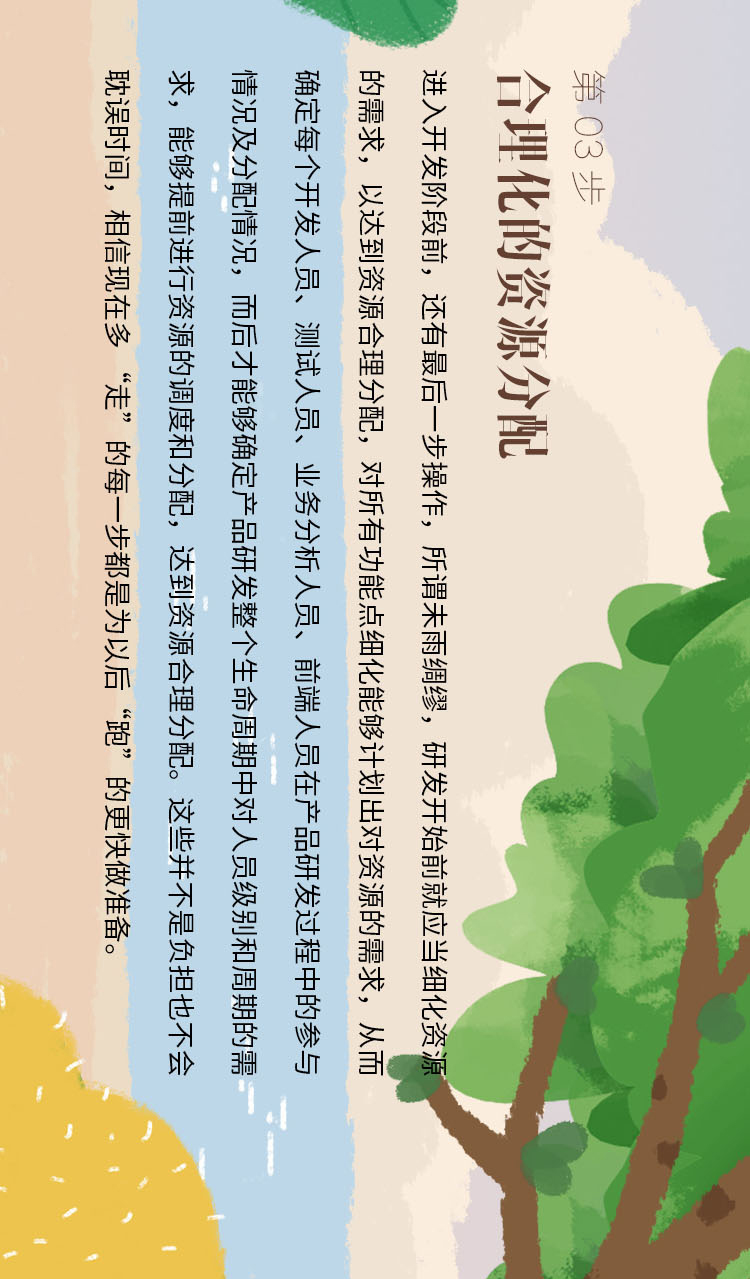 第 03 步
合理化的资源分配
进入开发阶段前，还有最后一步操作，所谓未雨绸缪，研发开始前就应当细化资源
的需求，以达到资源合理分配，对所有功能点细化能够计划出对资源的需求，从而
确定每个开发人员、测试人员、业务分析人员、前端人员在产品研发过程中的参与
情况及分配情况，而后才能够确定产品研发整个生命周期中对人员级别和周期的需
求，能够提前进行资源的调度和分配，达到资源合理分配。这些并不是负担也不会
耽误时间，相信现在多“走”的每一步都是为以后“跑”的更快做准备。